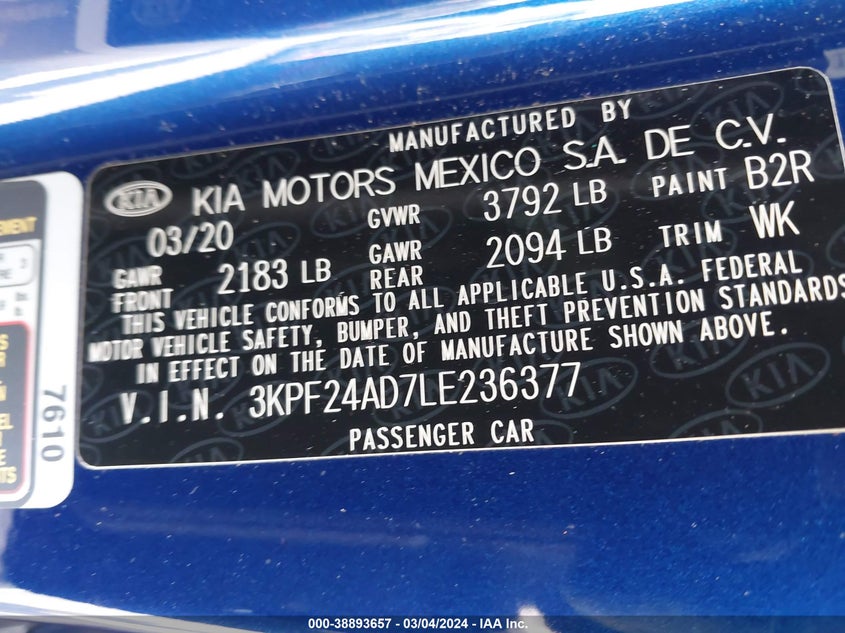 MANUFACTURED BY
KIA KIA MOTORS MEXICO S.A. DE C.V.
03/20 GVWR 3792 LB PAINT B2R
GAWR FRONT 2183 LB GAWR REAR 2094 LB TRIM WK
THIS VEHICLE CONFORMS TO ALL APPLICABLE U.S.A. FEDERAL
MOTOR VEHICLE SAFETY, BUMPER, AND THEFT PREVENTION STANDARDS
IN EFFECT ON THE DATE OF MANUFACTURE SHOWN ABOVE.
V.I.N. 3KPF24AD7LE236377
PASSENGER CAR
7610
000-38893657 - 03/04/2024 - IAA Inc.